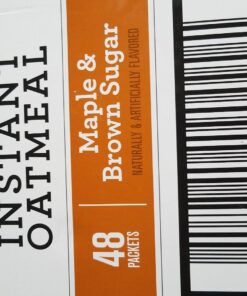 INSTANT
OATMEAL
Maple &
Brown Sugar
NATURALLY & ARTIFICIALLY FLAVORED
48
PACKETS